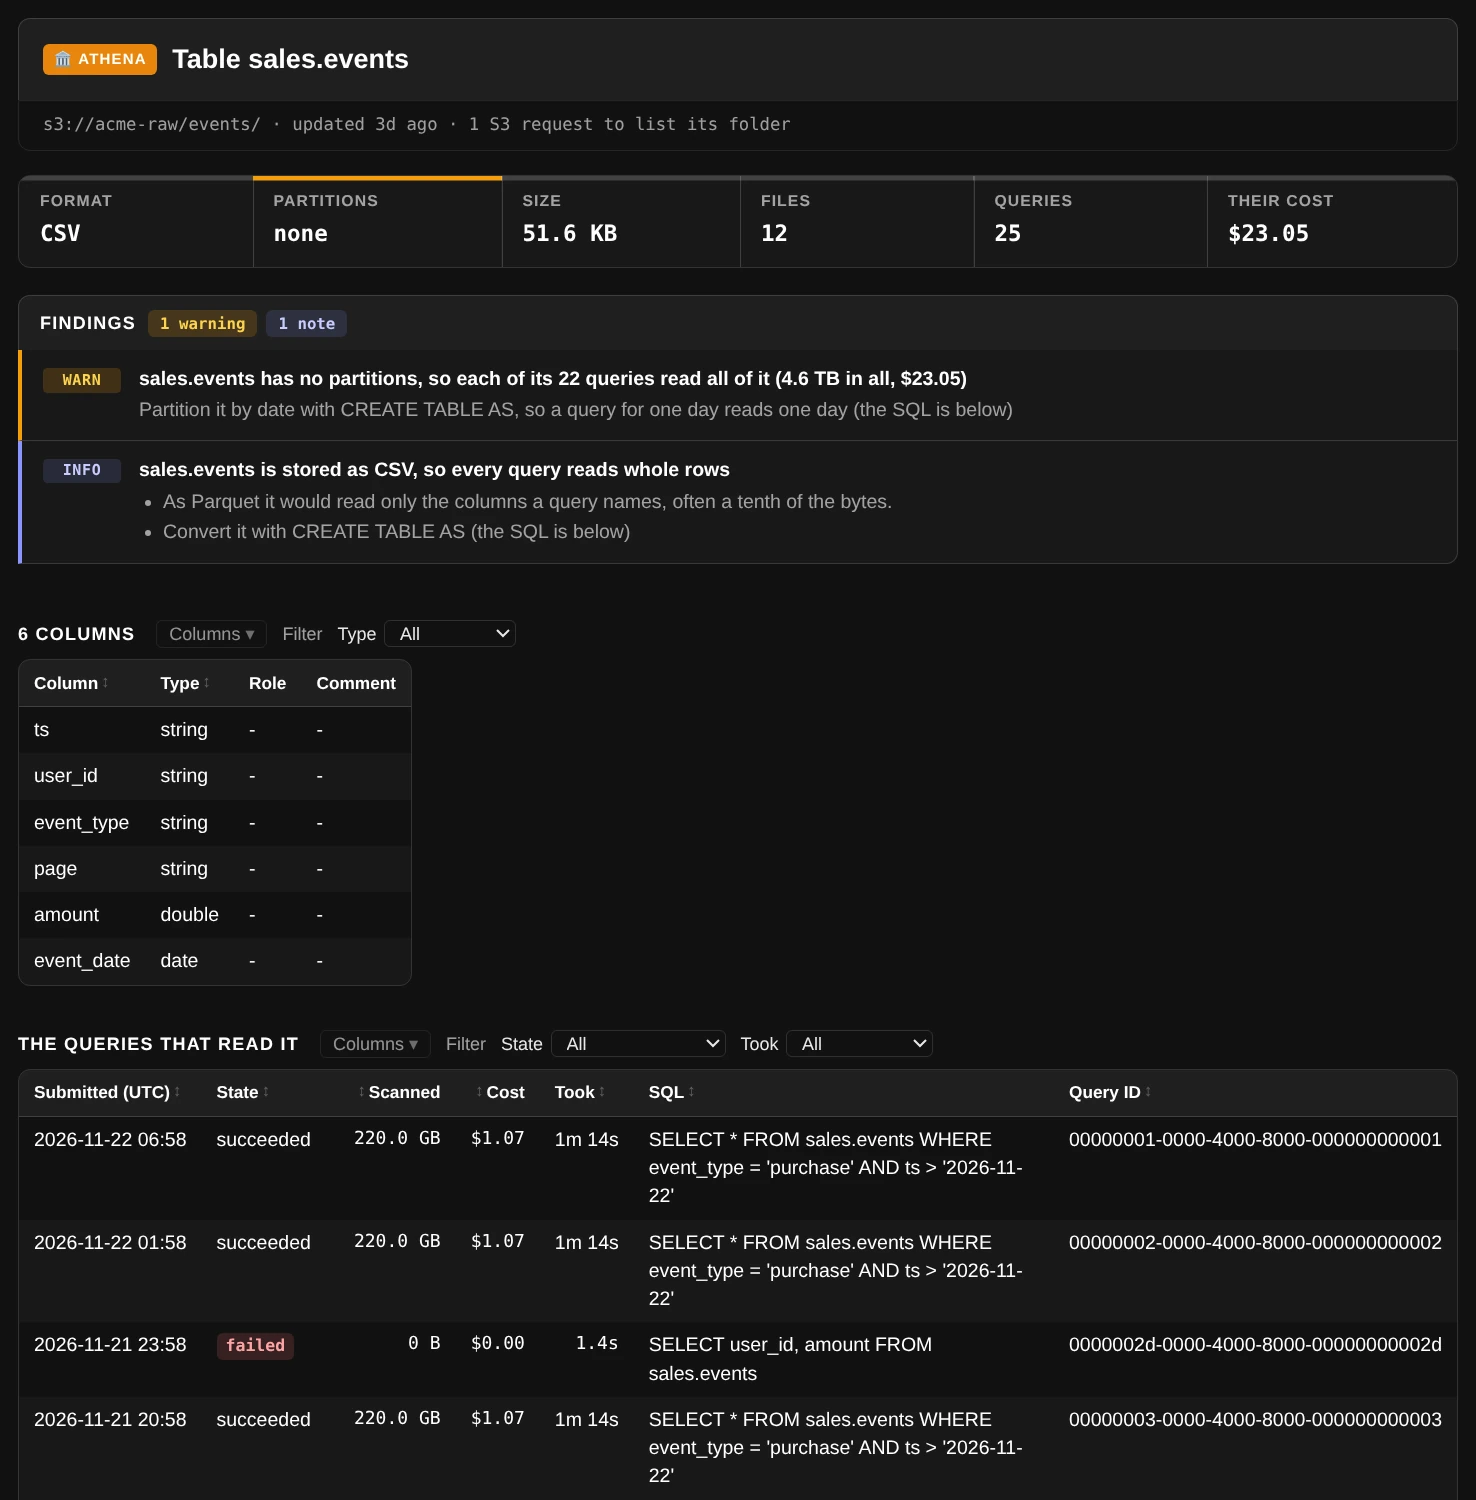 🏛️ ATHENA Table sales.events
s3://acme-raw/events/ · updated 3d ago · 1 S3 request to list its folder
FORMAT PARTITIONS SIZE FILES QUERIES THEIR COST
CSV none 51.6 KB 12 25 $23.05
FINDINGS 1 warning 1 note
WARN sales.events has no partitions, so each of its 22 queries read all of it (4.6 TB in all, $23.05)
Partition it by date with CREATE TABLE AS, so a query for one day reads one day (the SQL is below)
INFO sales.events is stored as CSV, so every query reads whole rows
• As Parquet it would read only the columns a query names, often a tenth of the bytes.
• Convert it with CREATE TABLE AS (the SQL is below)
6 COLUMNS Columns ▾ Filter Type All
Column ↕ Type ↕ Role Comment
ts string - -
user_id string - -
event_type string - -
page string - -
amount double - -
event_date date - -
THE QUERIES THAT READ IT Columns ▾ Filter State All Took All
Submitted (UTC) ↕ State ↕ ↕ Scanned ↕ Cost Took ↕ SQL ↕ Query ID ↕
2026-11-22 06:58 succeeded 220.0 GB $1.07 1m 14s SELECT * FROM sales.events WHERE 00000001-0000-4000-8000-000000000001
event_type = 'purchase' AND ts > '2026-11-
22'
2026-11-22 01:58 succeeded 220.0 GB $1.07 1m 14s SELECT * FROM sales.events WHERE 00000002-0000-4000-8000-000000000002
event_type = 'purchase' AND ts > '2026-11-
22'
2026-11-21 23:58 failed 0 B $0.00 1.4s SELECT user_id, amount FROM 0000002d-0000-4000-8000-00000000002d
sales.events
2026-11-21 20:58 succeeded 220.0 GB $1.07 1m 14s SELECT * FROM sales.events WHERE 00000003-0000-4000-8000-000000000003
event_type = 'purchase' AND ts > '2026-11-
22'